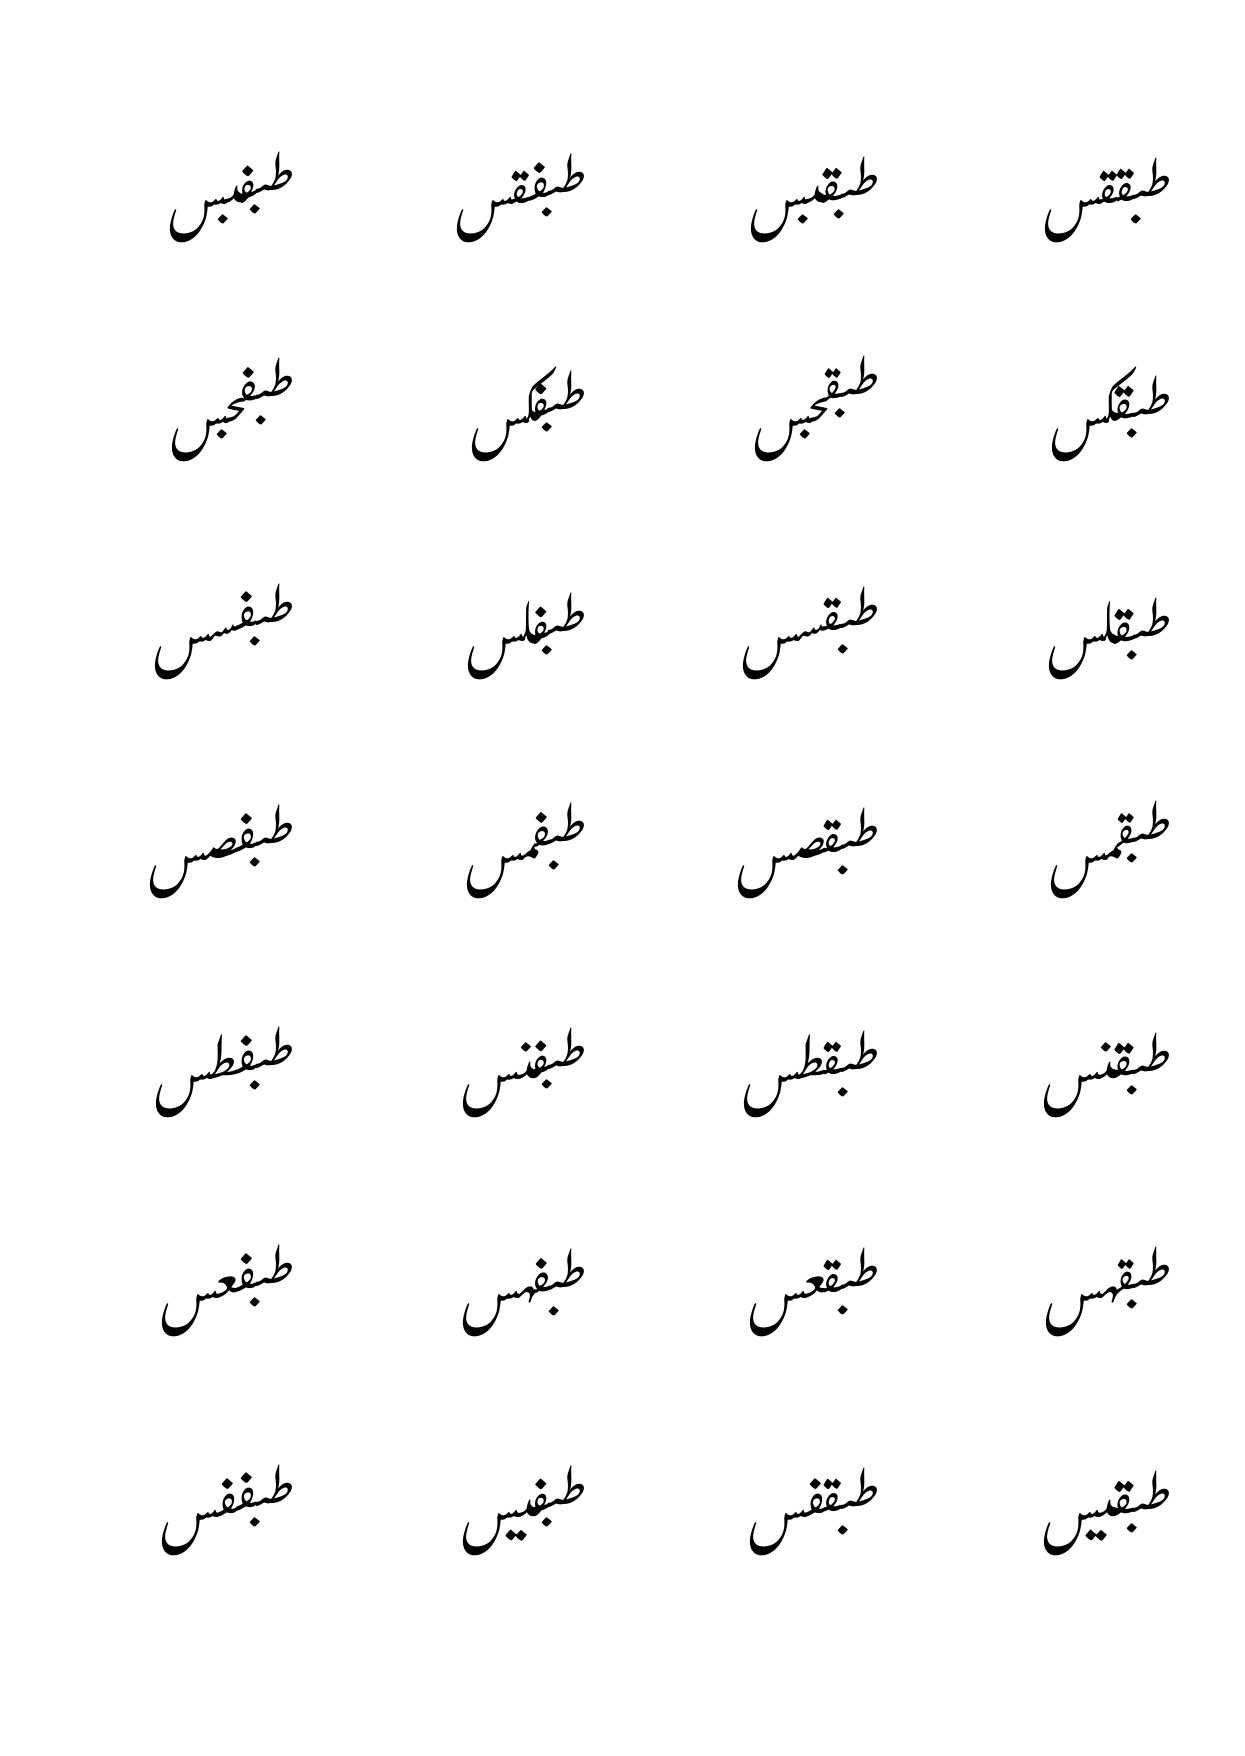 طبققس طبقبس طبفقس طبفبس
طبقكس طبقجس طبفكس طبفجس
طبقلس طبقسس طبفلس طبفسس
طبقمس طبقصس طبفمس طبفصس
طبقنس طبقطس طبفنس طبفطس
طبقهس طبقعس طبفهس طبفعس
طبقيس طبقفس طبفيس طبففس